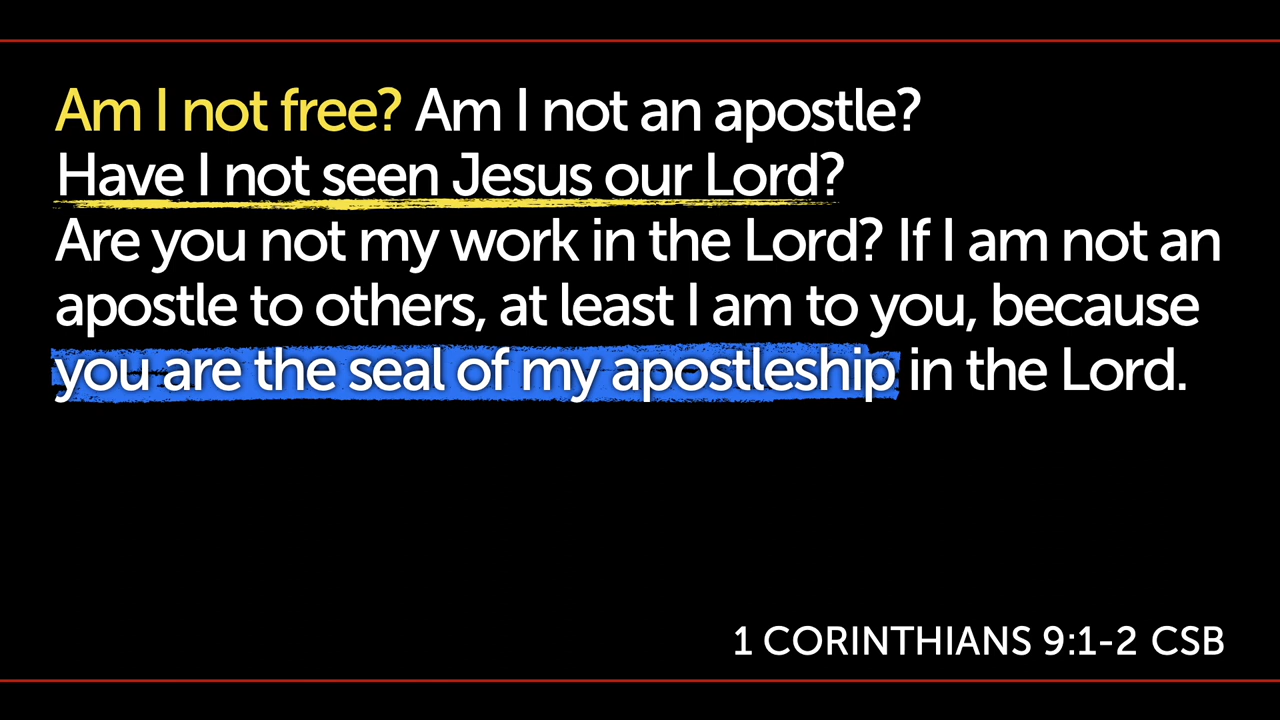 Am I not free? Am I not an apostle?
Have I not seen Jesus our Lord?
Are you not my work in the Lord? If I am not an
apostle to others, at least I am to you, because
you are the seal of my apostleship in the Lord.
1 CORINTHIANS 9:1-2 CSB